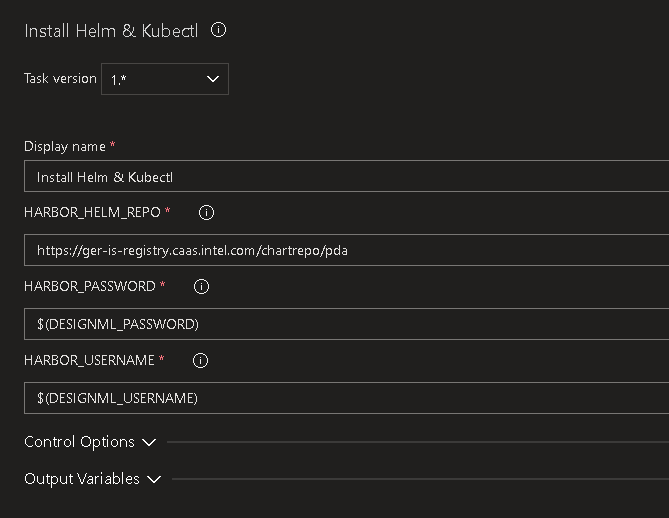 Install Helm & Kubectl
Task version 1.*
Display name *
Install Helm & Kubectl
HARBOR_HELM_REPO *
https://ger-is-registry.caas.intel.com/chartrepo/pda
HARBOR_PASSWORD *
$(DESIGNML_PASSWORD)
HARBOR_USERNAME *
$(DESIGNML_USERNAME)
Control Options
Output Variables